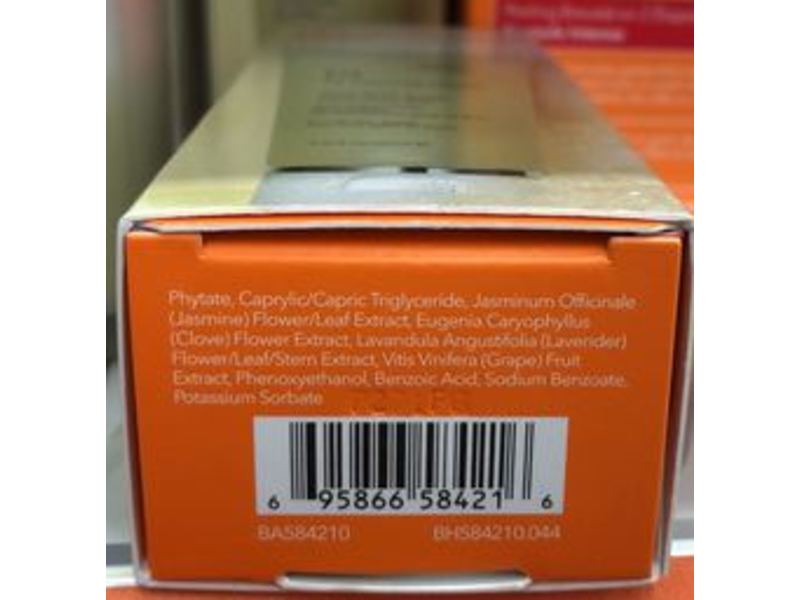 Phytate, Caprylic/Capric Triglyceride, Jasminum Officinale
(Jasmine) Flower/Leaf Extract, Eugenia Caryophyllus
(Clove) Flower Extract, Lavandula Angustifolia (Lavender)
Flower/Leaf/Stem Extract, Vitis Vinifera (Grape) Fruit
Extract, Phenoxyethanol, Benzoic Acid, Sodium Benzoate,
Potassium Sorbate
6 95866 58421 6
BA584210 BH584210.044